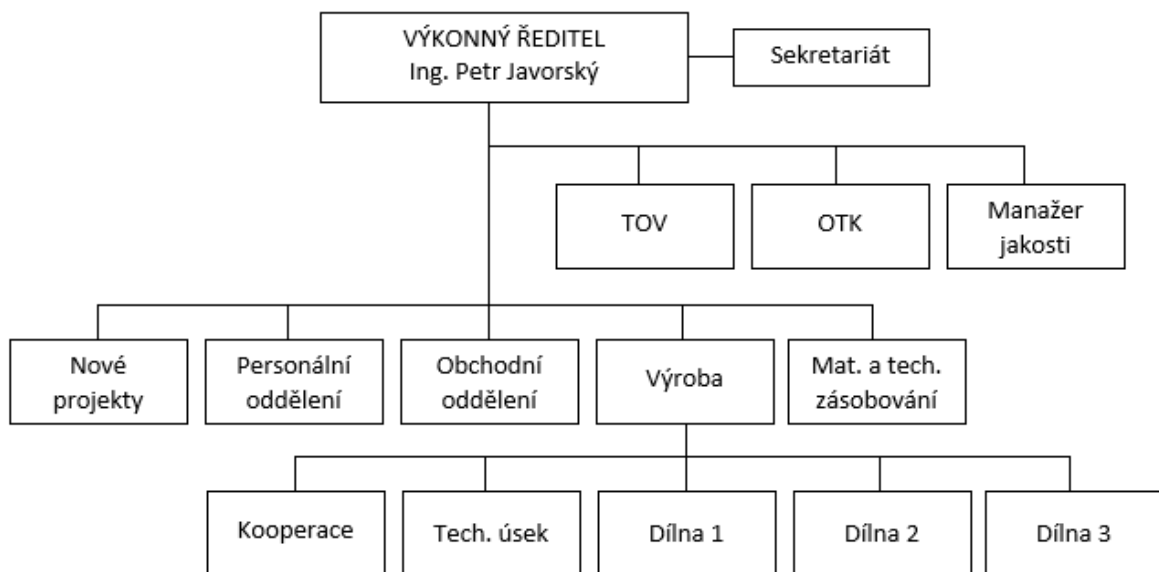 VÝKONNÝ ŘEDITEL
Ing. Petr Javorský
Sekretariát
TOV
OTK
Manažer
jakosti
Nové
projekty
Personální
oddělení
Obchodní
oddělení
Výroba
Mat. a tech.
zásobování
Kooperace
Tech. úsek
Dílna 1
Dílna 2
Dílna 3